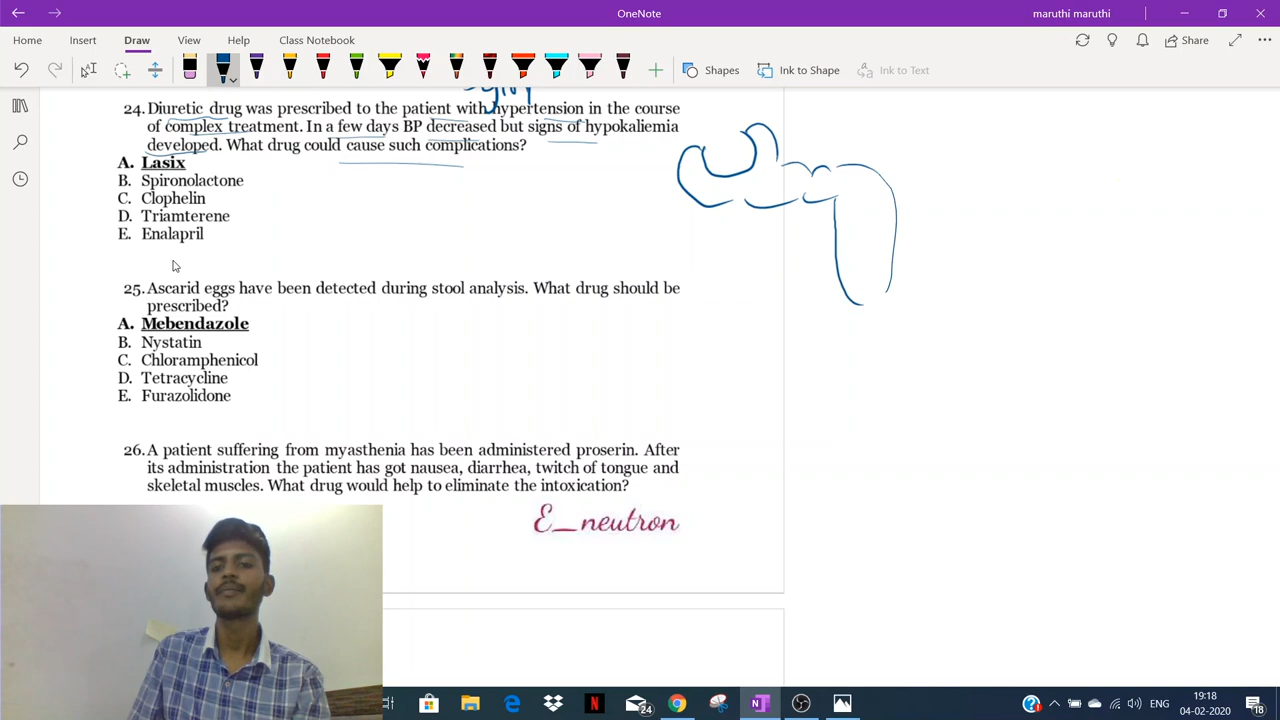 OneNote
maruthi maruthi
Home Insert Draw View Help Class Notebook
Share
Shapes Ink to Shape Ink to Text
24. Diuretic drug was prescribed to the patient with hypertension in the course
of complex treatment. In a few days BP decreased but signs of hypokaliemia
developed. What drug could cause such complications?
A. Lasix
B. Spironolactone
C. Clophelin
D. Triamterene
E. Enalapril
25. Ascarid eggs have been detected during stool analysis. What drug should be
prescribed?
A. Mebendazole
B. Nystatin
C. Chloramphenicol
D. Tetracycline
E. Furazolidone
26. A patient suffering from myasthenia has been administered proserin. After
its administration the patient has got nausea, diarrhea, twitch of tongue and
skeletal muscles. What drug would help to eliminate the intoxication?
E_neutron
24
ENG
19:18
04-02-2020
18